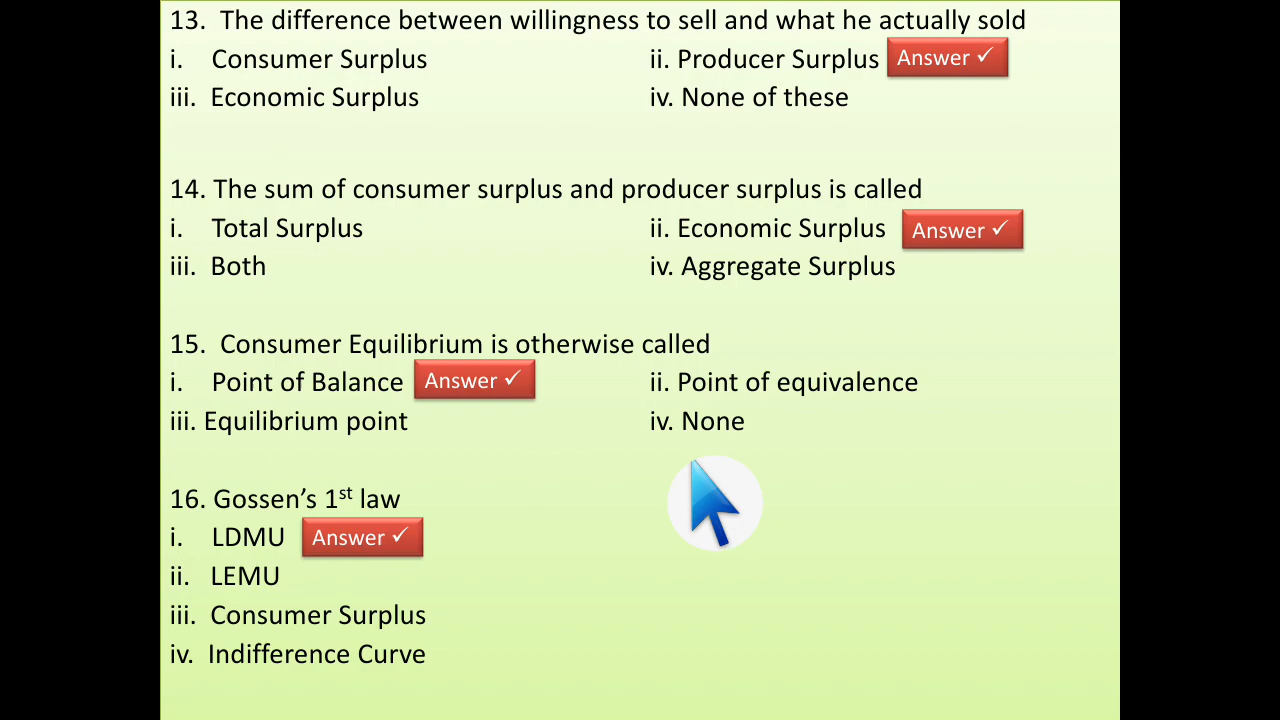 13.  The difference between willingness to sell and what he actually sold
i.    Consumer Surplus    ii. Producer Surplus    Answer ✓
iii.  Economic Surplus    iv. None of these
14. The sum of consumer surplus and producer surplus is called
i.    Total Surplus    ii. Economic Surplus    Answer ✓
iii.  Both    iv. Aggregate Surplus
15.  Consumer Equilibrium is otherwise called
i.    Point of Balance    Answer ✓    ii. Point of equivalence
iii. Equilibrium point    iv. None
16. Gossen’s 1st law
i.    LDMU    Answer ✓
ii.   LEMU
iii.  Consumer Surplus
iv.  Indifference Curve